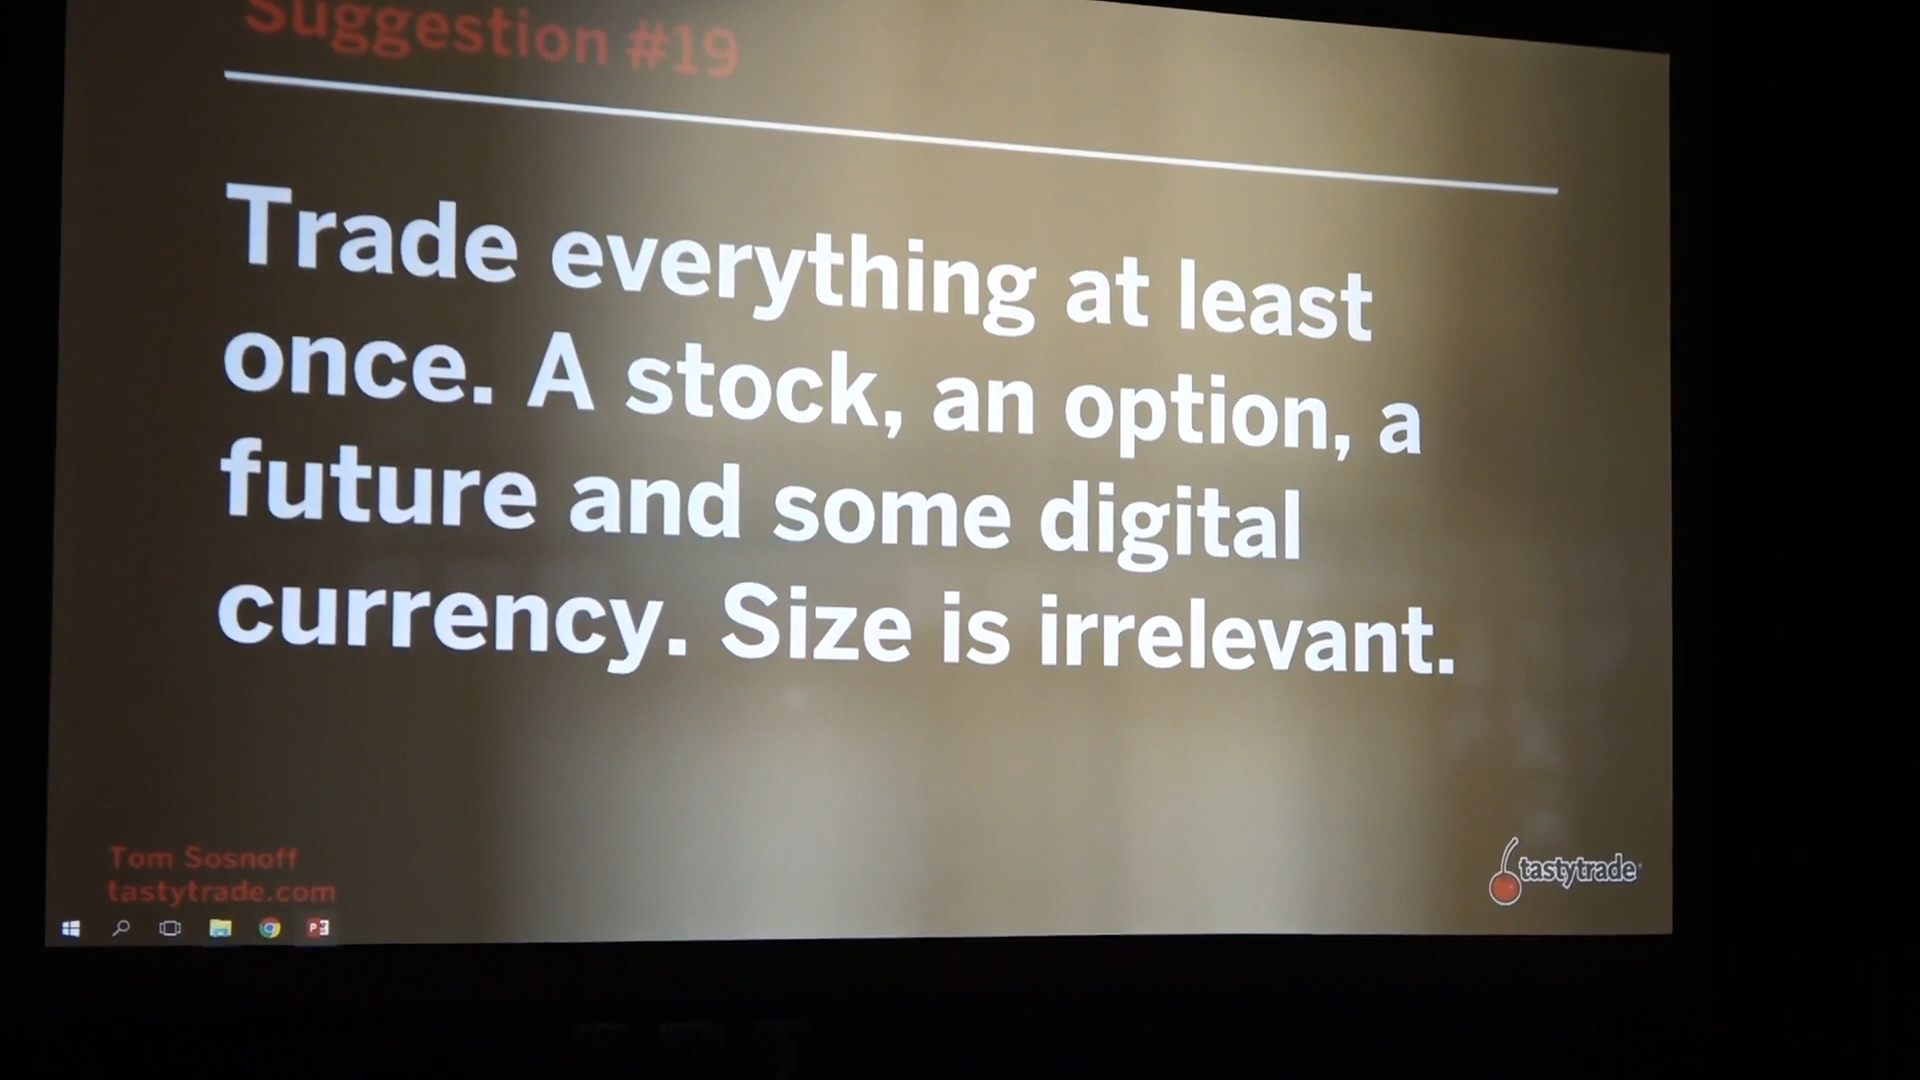 Suggestion #19
Trade everything at least
once. A stock, an option, a
future and some digital
currency. Size is irrelevant.
Tom Sosnoff
tastytrade.com
tastytrade